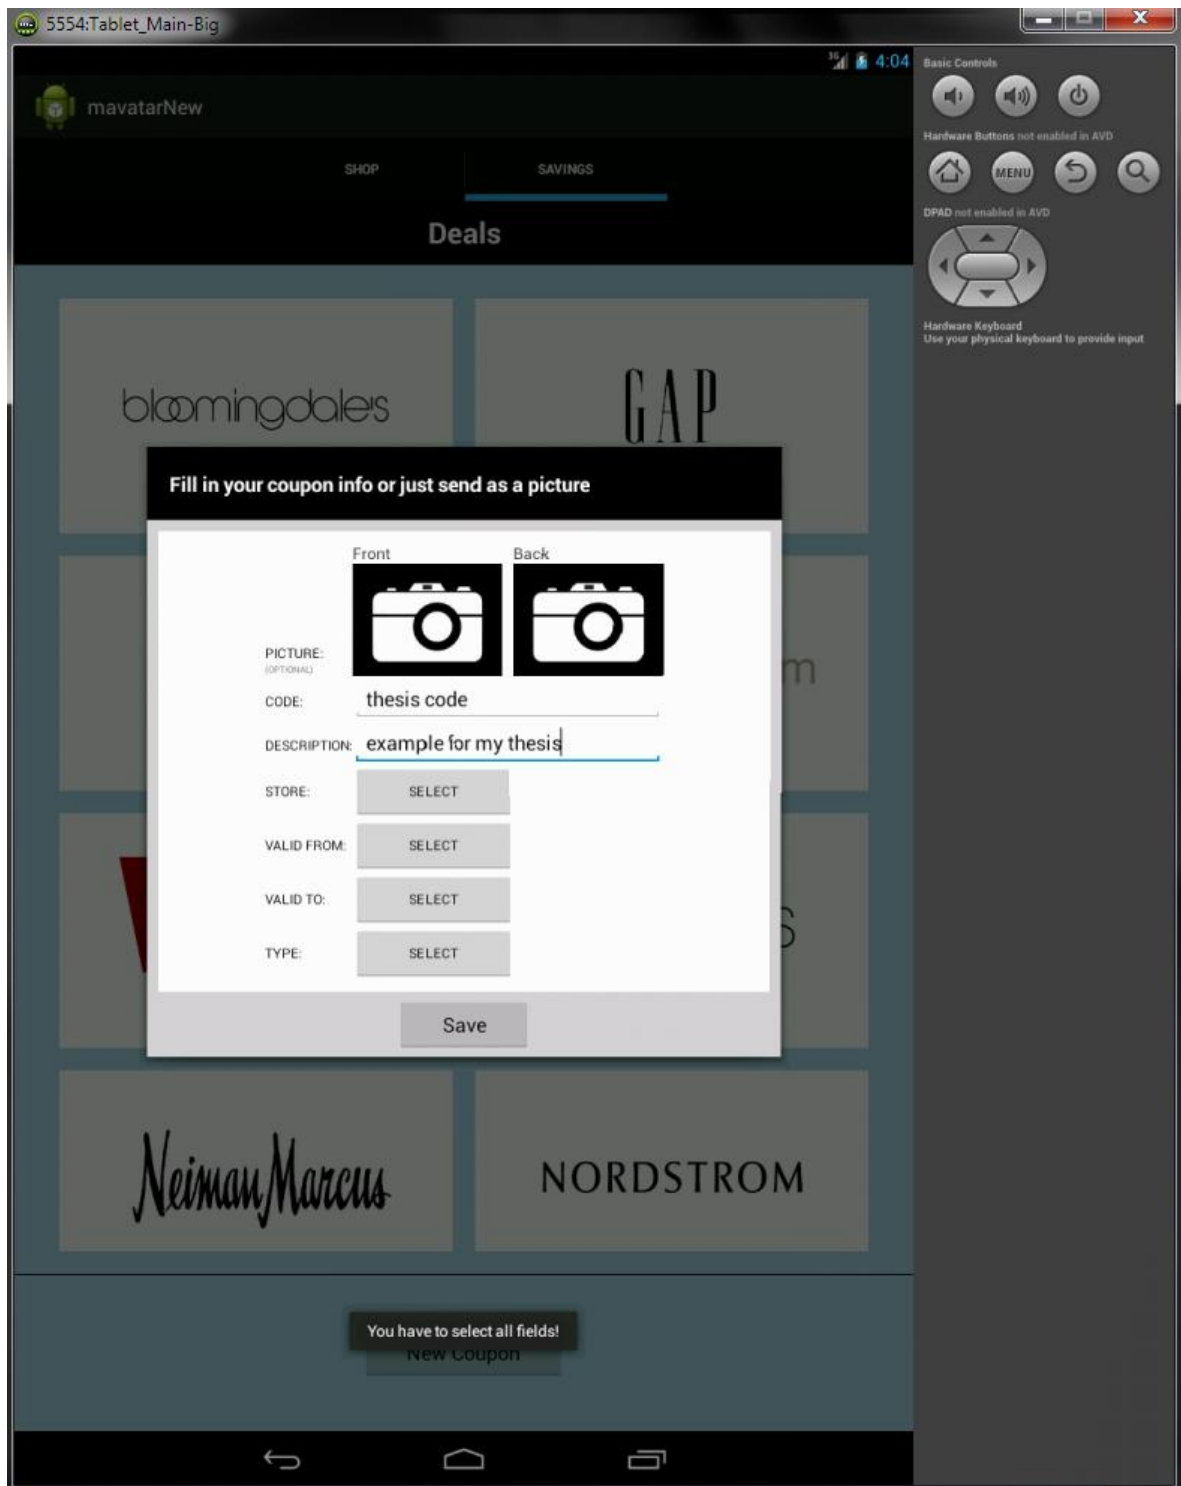 5554:Tablet_Main-Big
3G 4:04
mavatarNew
SHOP SAVINGS
Deals
bloomingdale's
GAP
Fill in your coupon info or just send as a picture
Front Back
PICTURE:
(OPTIONAL)
m
CODE: thesis code
DESCRIPTION: example for my thesis
STORE: SELECT
VALID FROM: SELECT
VALID TO: SELECT
S
TYPE: SELECT
Save
Neiman Marcus
NORDSTROM
You have to select all fields!
New Coupon
Basic Controls
Hardware Buttons not enabled in AVD
MENU
DPAD not enabled in AVD
Hardware Keyboard
Use your physical keyboard to provide input